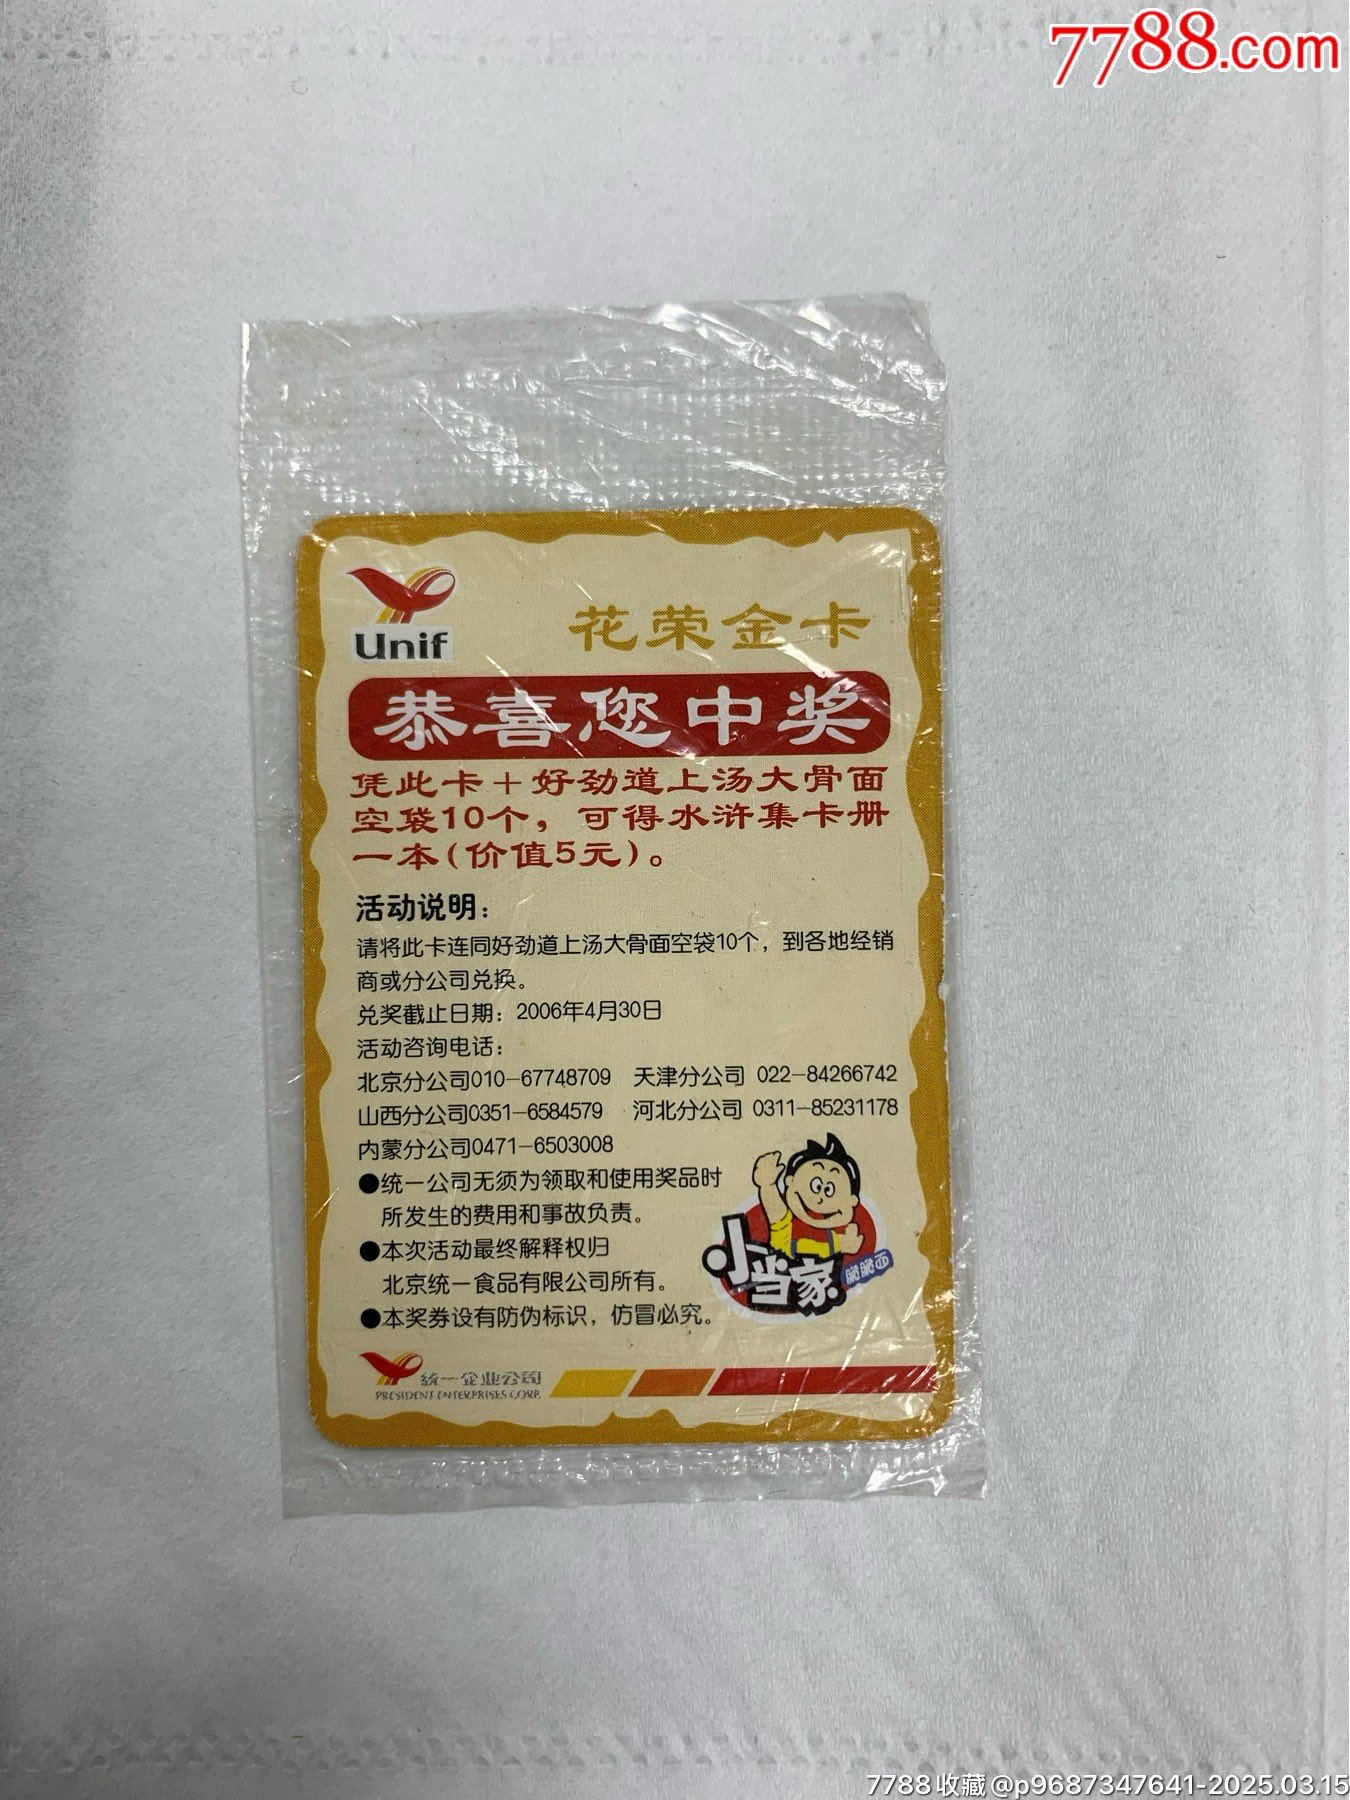 7788.com
Unif
花荣金卡
恭喜您中奖
凭此卡＋好劲道上汤大骨面
空袋10个，可得水浒集卡册
一本（价值5元）。
活动说明：
请将此卡连同好劲道上汤大骨面空袋10个，到各地经销
商或分公司兑换。
兑奖截止日期：2006年4月30日
活动咨询电话：
北京分公司010-67748709 天津分公司 022-84266742
山西分公司0351-6584579 河北分公司 0311-85231178
内蒙分公司0471-6503008
●统一公司无须为领取和使用奖品时
所发生的费用和事故负责。
●本次活动最终解释权归
北京统一食品有限公司所有。
●本奖券设有防伪标识，仿冒必究。
小当家
脆脆面
统一企业公司
PRESIDENT ENTERPRISES CORP.
7788收藏@p9687347641-2025.03.15